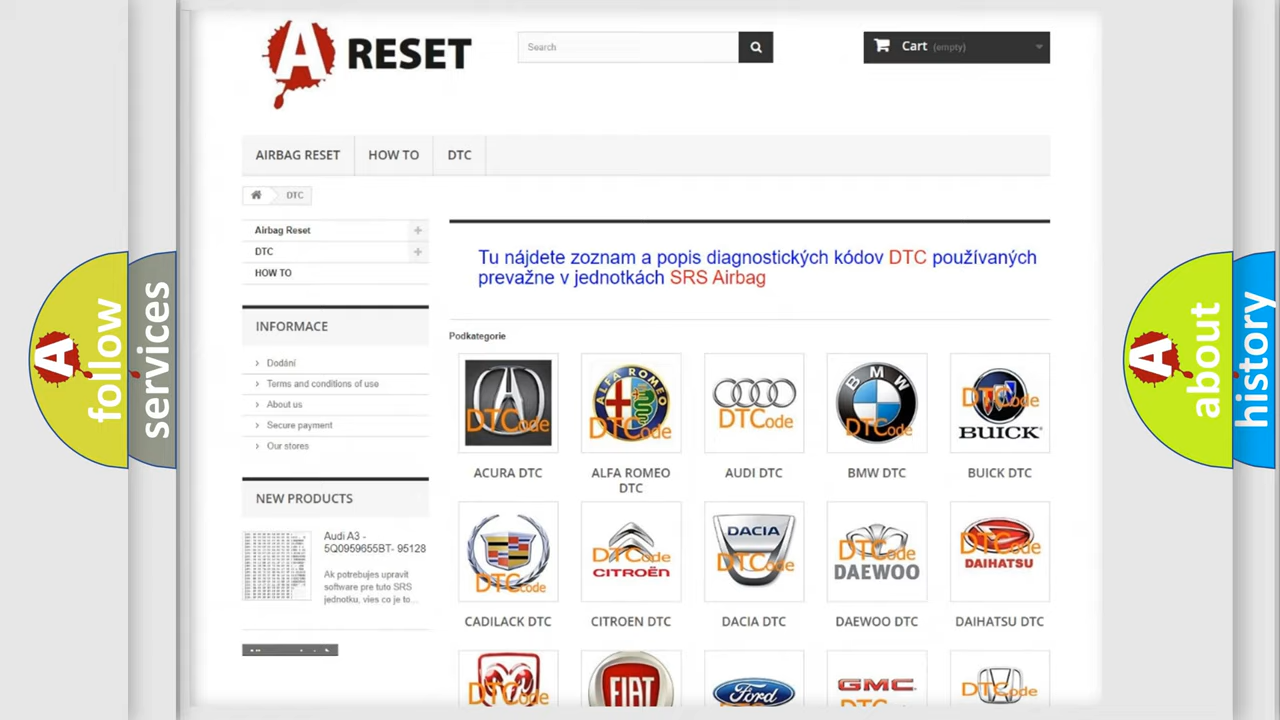 A RESET
Search
Cart (empty)
AIRBAG RESET
HOW TO
DTC
DTC
Airbag Reset
DTC
HOW TO
Tu nájdete zoznam a popis diagnostických kódov DTC používaných
prevažne v jednotkách SRS Airbag
INFORMACE
Dodání
Terms and conditions of use
About us
Secure payment
Our stores
Podkategorie
DTCode
ALFA ROMEO
DTCode
DTCode
BMW
DTCode
DTCode
BUICK
ACURA DTC
ALFA ROMEO
DTC
AUDI DTC
BMW DTC
BUICK DTC
NEW PRODUCTS
Audi A3 -
5Q0959655BT- 95128
Ak potrebujes upravit
software pre tuto SRS
jednotku, vies co je to...
DTCode
DTCode
CITROËN
DACIA
DTCode
DTCode
DAEWOO
DTCode
DAIHATSU
CADILACK DTC
CITROEN DTC
DACIA DTC
DAEWOO DTC
DAIHATSU DTC
DTCode
FIAT
Ford
GMC
DTCode
A follow
services
A about
history